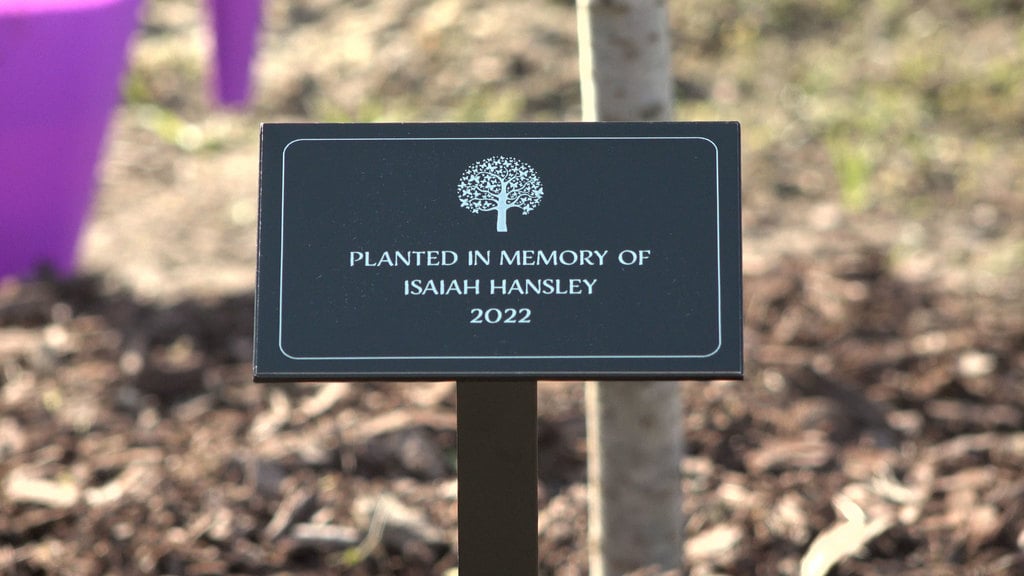 PLANTED IN MEMORY OF
ISAIAH HANSLEY
2022